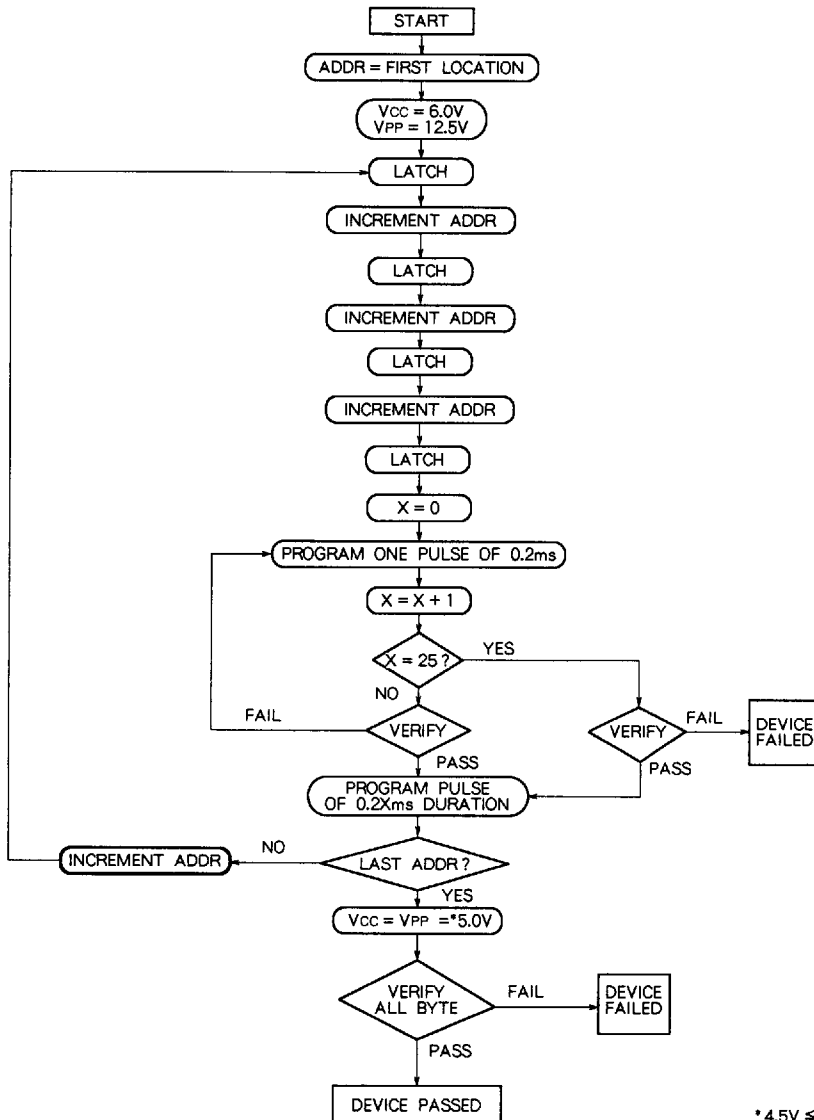 START
ADDR = FIRST LOCATION
VCC = 6.0V
VPP = 12.5V
LATCH
INCREMENT ADDR
LATCH
INCREMENT ADDR
LATCH
INCREMENT ADDR
LATCH
X = 0
PROGRAM ONE PULSE OF 0.2ms
X = X + 1
X = 25?
YES
NO
VERIFY
FAIL
PASS
VERIFY
FAIL
PASS
DEVICE
FAILED
PROGRAM PULSE
OF 0.2Xms DURATION
LAST ADDR?
NO
INCREMENT ADDR
YES
VCC = VPP =*5.0V
VERIFY
ALL BYTE
FAIL
DEVICE
FAILED
PASS
DEVICE PASSED
*4.5V ≤